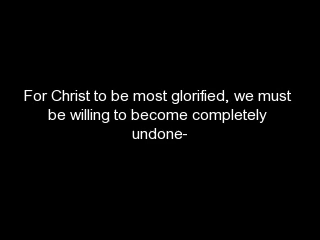 For Christ to be most glorified, we must
be willing to become completely
undone-